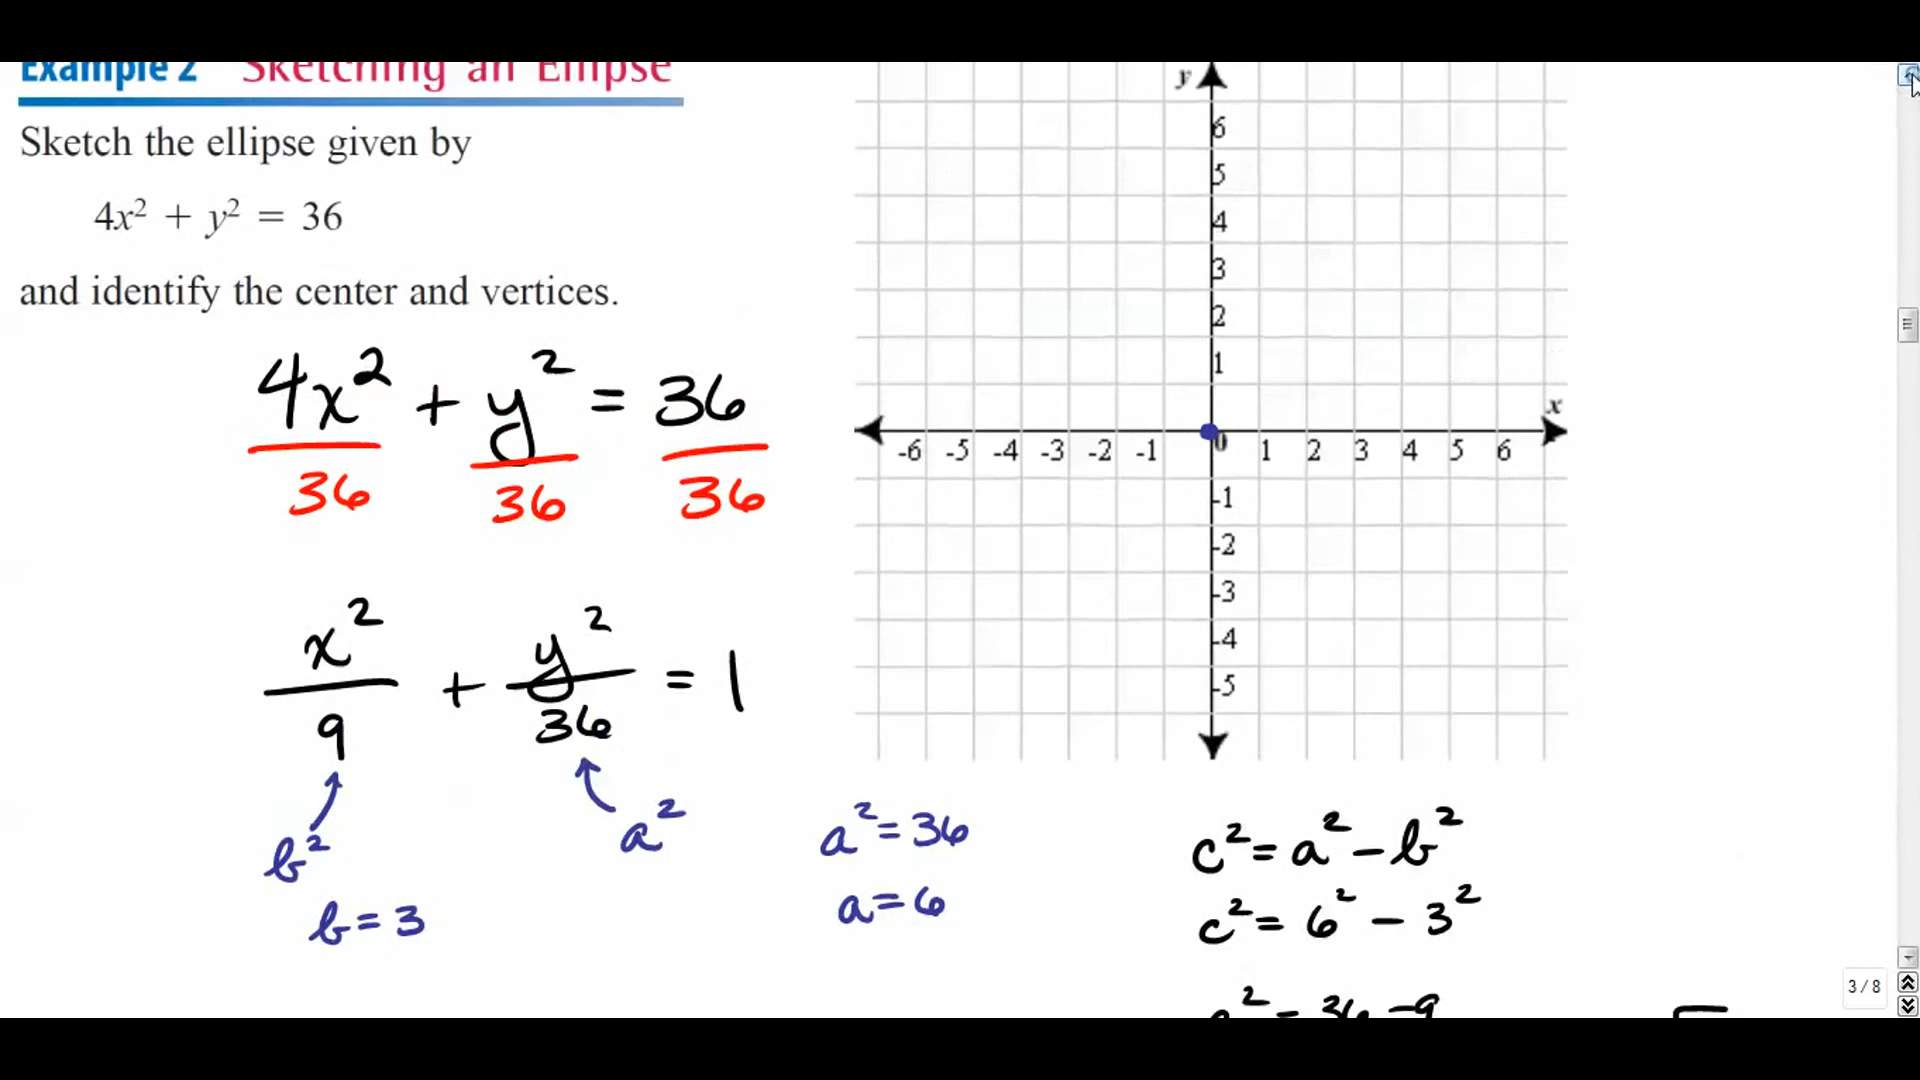 Example 2 Sketching an Ellipse
Sketch the ellipse given by
4x² + y² = 36
and identify the center and vertices.
4x² + y² = 36
36 36 36
x² + y² = 1
9 36
b² a²
b = 3
y
6
5
4
3
2
1
x
-6 -5 -4 -3 -2 -1 0 1 2 3 4 5 6
-1
-2
-3
-4
-5
a² = 36
a = 6
c² = a² - b²
c² = 6² - 3²
c² = 36 - 9
3 / 8